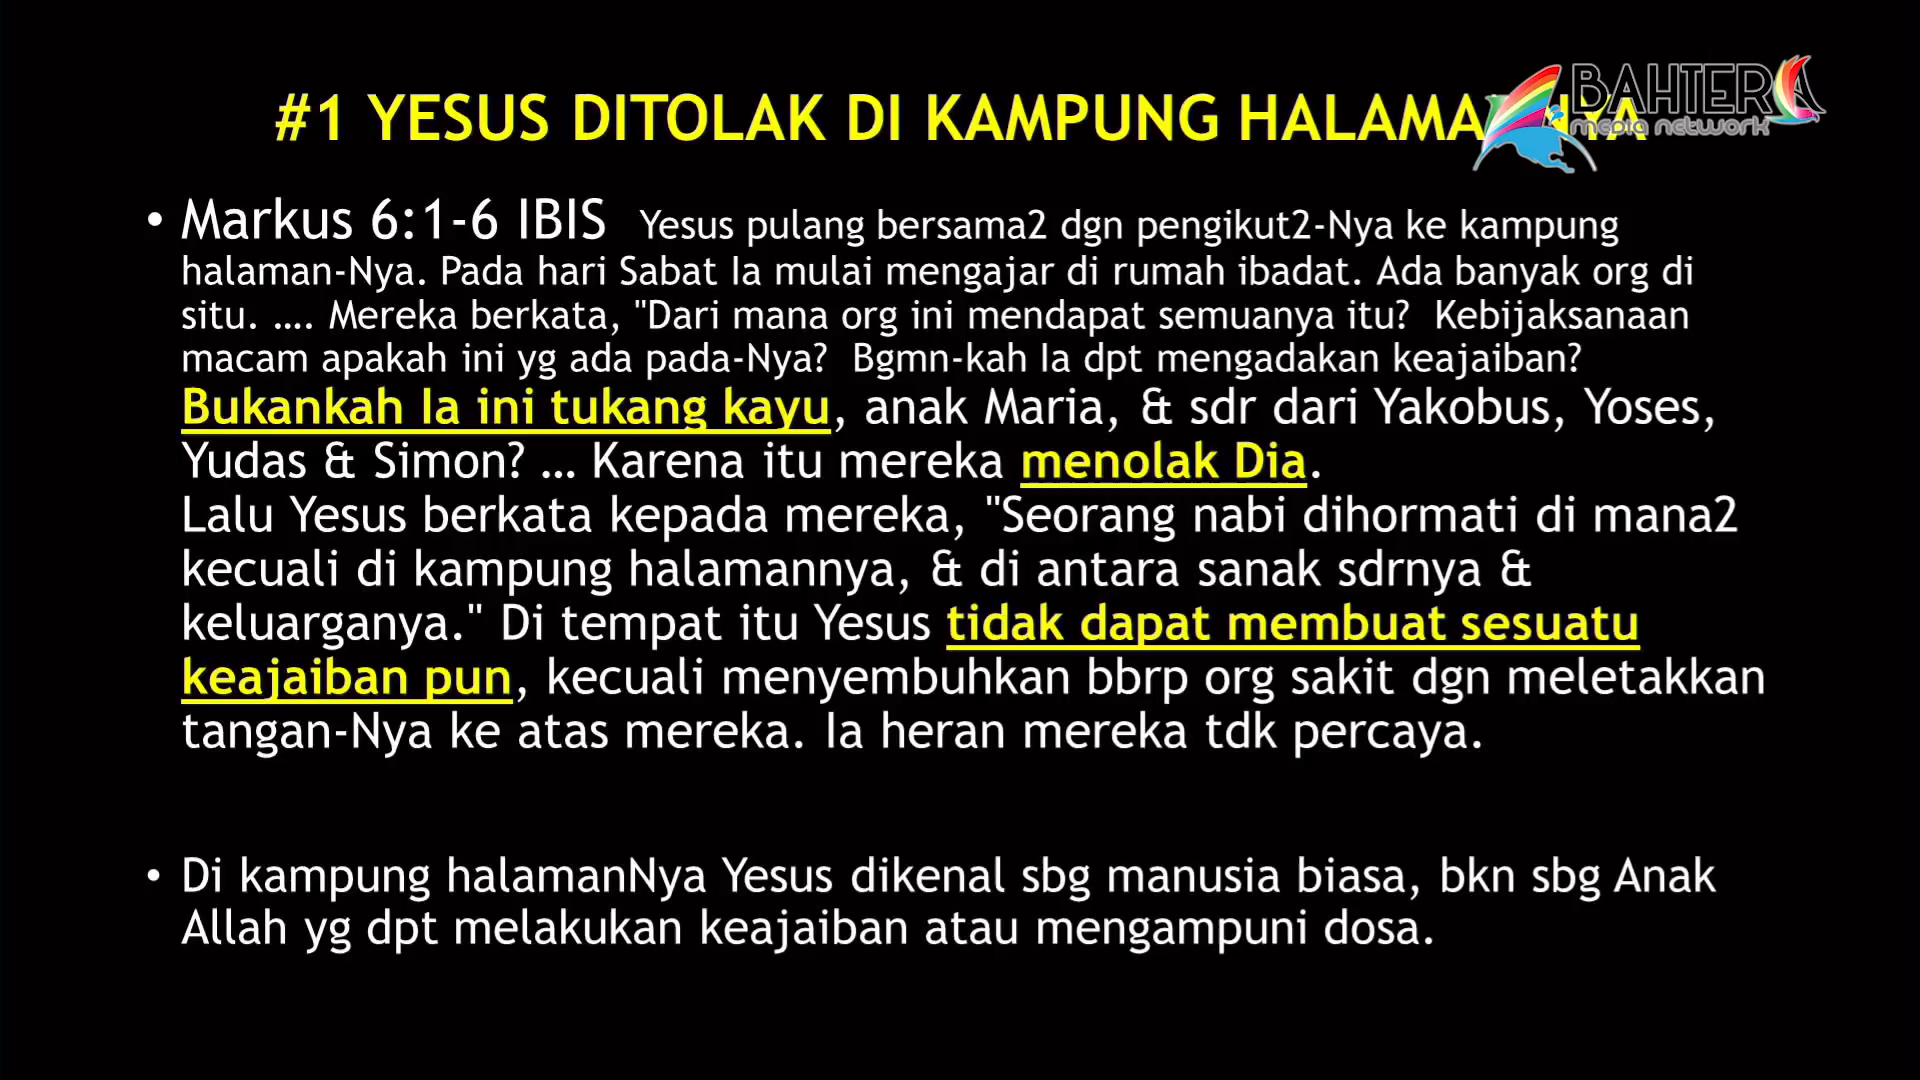 #1 YESUS DITOLAK DI KAMPUNG HALAMANNYA
BAHTERA
media network
• Markus 6:1-6 IBIS Yesus pulang bersama2 dgn pengikut2-Nya ke kampung
halaman-Nya. Pada hari Sabat Ia mulai mengajar di rumah ibadat. Ada banyak org di
situ. …. Mereka berkata, "Dari mana org ini mendapat semuanya itu? Kebijaksanaan
macam apakah ini yg ada pada-Nya? Bgmn-kah Ia dpt mengadakan keajaiban?
Bukankah Ia ini tukang kayu, anak Maria, & sdr dari Yakobus, Yoses,
Yudas & Simon? … Karena itu mereka menolak Dia.
Lalu Yesus berkata kepada mereka, "Seorang nabi dihormati di mana2
kecuali di kampung halamannya, & di antara sanak sdrnya &
keluarganya." Di tempat itu Yesus tidak dapat membuat sesuatu
keajaiban pun, kecuali menyembuhkan bbrp org sakit dgn meletakkan
tangan-Nya ke atas mereka. Ia heran mereka tdk percaya.
• Di kampung halamanNya Yesus dikenal sbg manusia biasa, bkn sbg Anak
Allah yg dpt melakukan keajaiban atau mengampuni dosa.